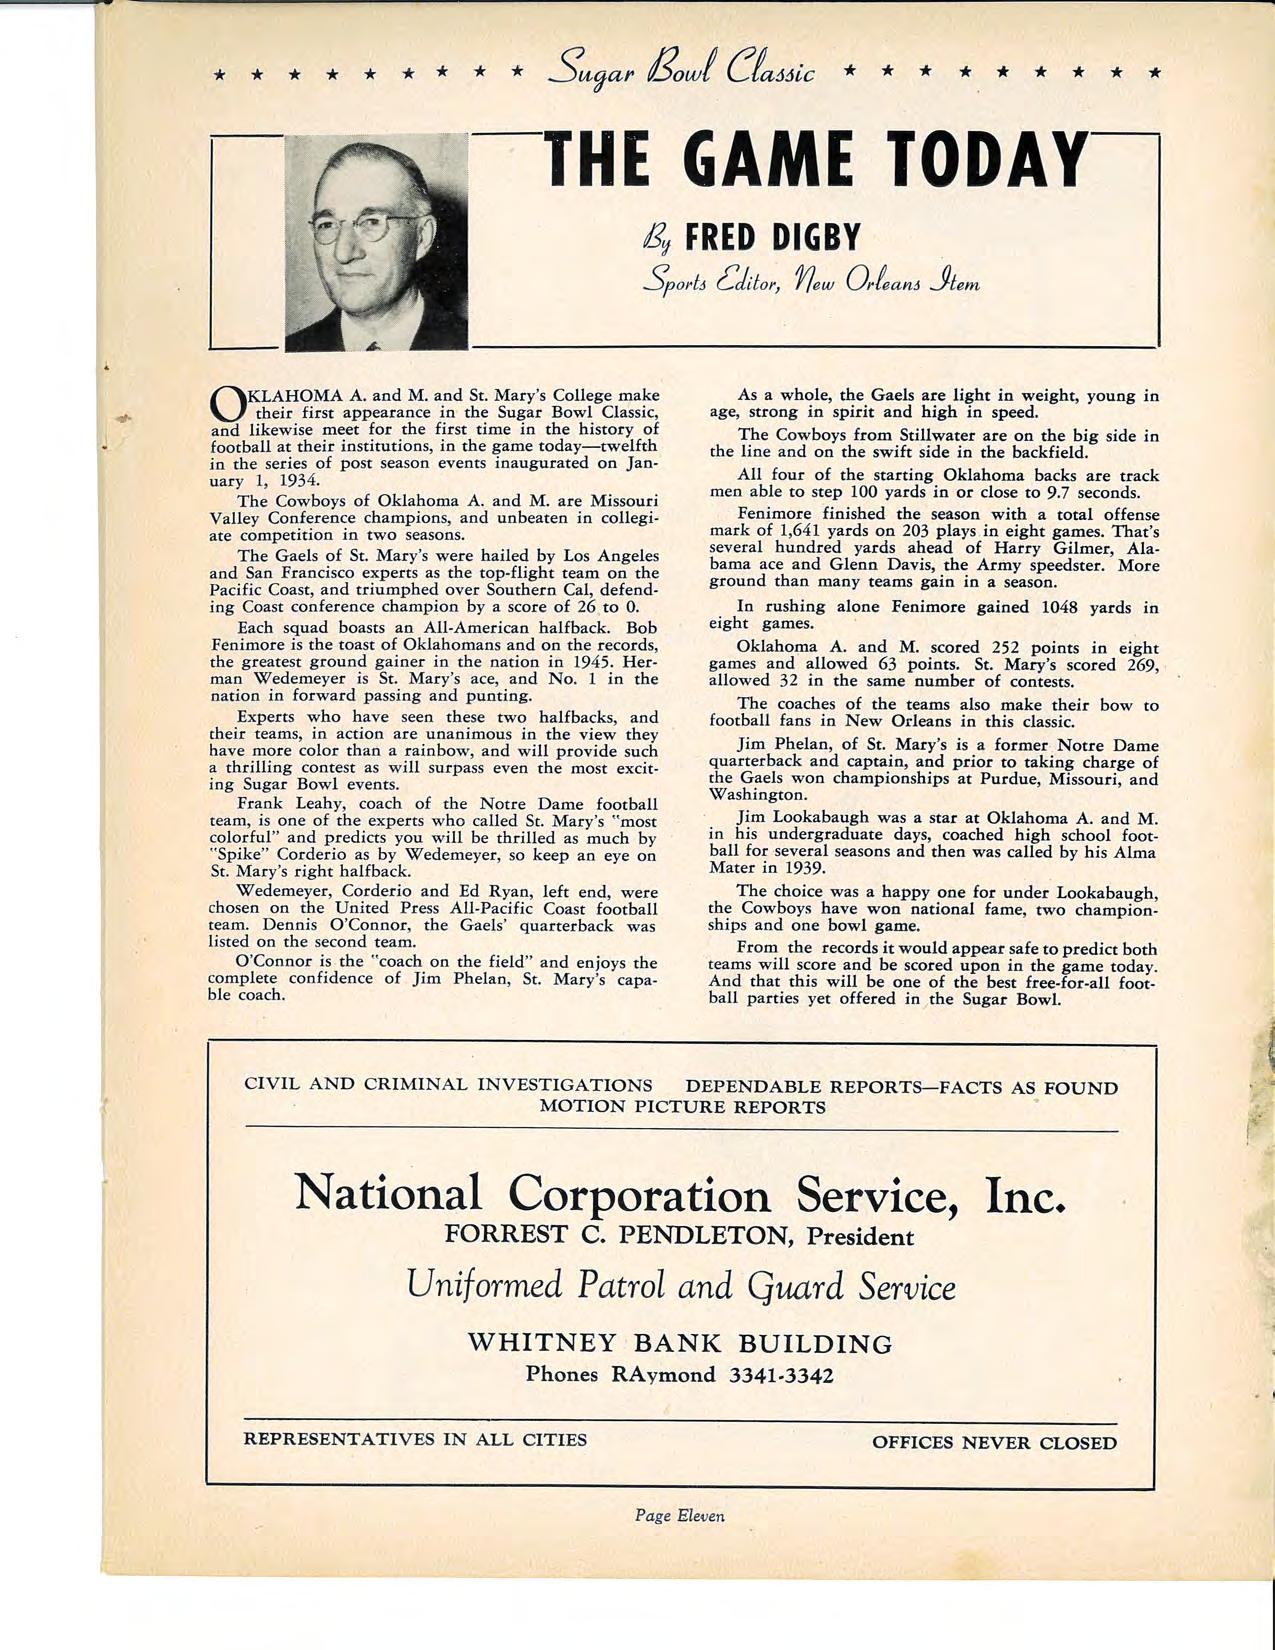 ★ ★ ★ ★ ★ ★ ★ ★ ★ Sugar Bowl Classic ★ ★ ★ ★ ★ ★ ★ ★ ★
THE GAME TODAY
By FRED DIGBY
Sports Editor, New Orleans Item
OKLAHOMA A. and M. and St. Mary's College make
their first appearance in the Sugar Bowl Classic,
and likewise meet for the first time in the history of
football at their institutions, in the game today—twelfth
in the series of post season events inaugurated on Jan-
uary 1, 1934.
The Cowboys of Oklahoma A. and M. are Missouri
Valley Conference champions, and unbeaten in collegi-
ate competition in two seasons.
The Gaels of St. Mary's were hailed by Los Angeles
and San Francisco experts as the top-flight team on the
Pacific Coast, and triumphed over Southern Cal, defend-
ing Coast conference champion by a score of 26 to 0.
Each squad boasts an All-American halfback. Bob
Fenimore is the toast of Oklahomans and on the records,
the greatest ground gainer in the nation in 1945. Her-
man Wedemeyer is St. Mary's ace, and No. 1 in the
nation in forward passing and punting.
Experts who have seen these two halfbacks, and
their teams, in action are unanimous in the view they
have more color than a rainbow, and will provide such
a thrilling contest as will surpass even the most excit-
ing Sugar Bowl events.
Frank Leahy, coach of the Notre Dame football
team, is one of the experts who called St. Mary's "most
colorful" and predicts you will be thrilled as much by
"Spike" Corderio as by Wedemeyer, so keep an eye on
St. Mary's right halfback.
Wedemeyer, Corderio and Ed Ryan, left end, were
chosen on the United Press All-Pacific Coast football
team. Dennis O'Connor, the Gaels' quarterback was
listed on the second team.
O'Connor is the "coach on the field" and enjoys the
complete confidence of Jim Phelan, St. Mary's capa-
ble coach.
As a whole, the Gaels are light in weight, young in
age, strong in spirit and high in speed.
The Cowboys from Stillwater are on the big side in
the line and on the swift side in the backfield.
All four of the starting Oklahoma backs are track
men able to step 100 yards in or close to 9.7 seconds.
Fenimore finished the season with a total offense
mark of 1,641 yards on 203 plays in eight games. That's
several hundred yards ahead of Harry Gilmer, Ala-
bama ace and Glenn Davis, the Army speedster. More
ground than many teams gain in a season.
In rushing alone Fenimore gained 1048 yards in
eight games.
Oklahoma A. and M. scored 252 points in eight
games and allowed 63 points. St. Mary's scored 269,
allowed 32 in the same number of contests.
The coaches of the teams also make their bow to
football fans in New Orleans in this classic.
Jim Phelan, of St. Mary's is a former Notre Dame
quarterback and captain, and prior to taking charge of
the Gaels won championships at Purdue, Missouri, and
Washington.
Jim Lookabaugh was a star at Oklahoma A. and M.
in his undergraduate days, coached high school foot-
ball for several seasons and then was called by his Alma
Mater in 1939.
The choice was a happy one for under Lookabaugh,
the Cowboys have won national fame, two champion-
ships and one bowl game.
From the records it would appear safe to predict both
teams will score and be scored upon in the game today.
And that this will be one of the best free-for-all foot-
ball parties yet offered in the Sugar Bowl.
CIVIL AND CRIMINAL INVESTIGATIONS DEPENDABLE REPORTS—FACTS AS FOUND
MOTION PICTURE REPORTS
National Corporation Service, Inc.
FORREST C. PENDLETON, President
Uniformed Patrol and Guard Service
WHITNEY BANK BUILDING
Phones RAymond 3341-3342
REPRESENTATIVES IN ALL CITIES OFFICES NEVER CLOSED
Page Eleven